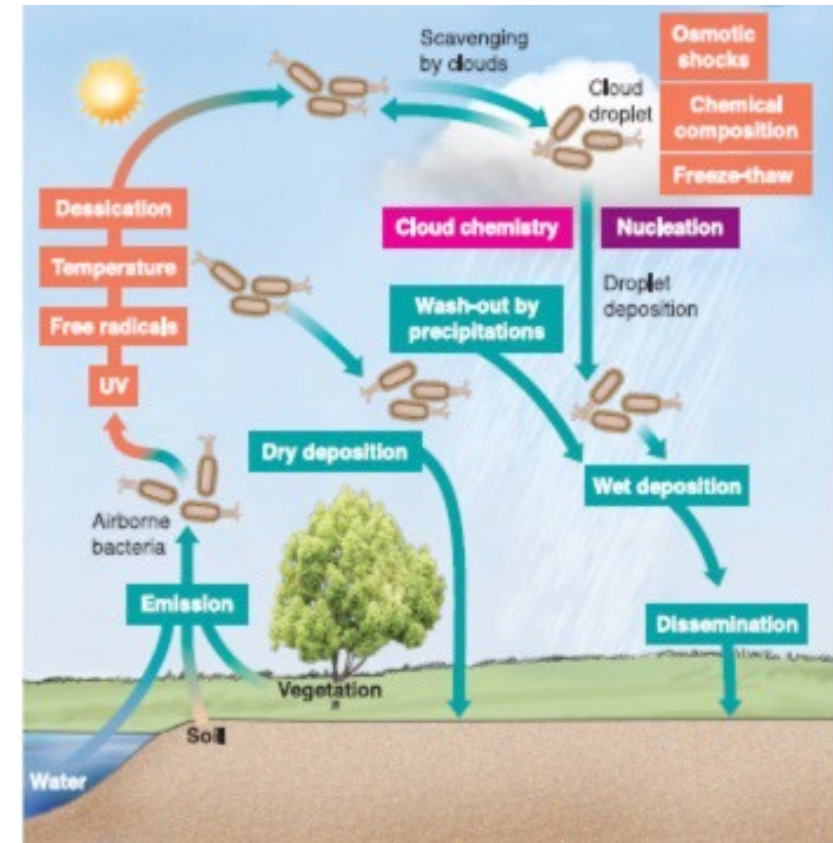 Scavenging
by clouds
Osmotic
shocks
Cloud
droplet
Chemical
composition
Freeze-thaw
Dessication
Cloud chemistry
Nucleation
Temperature
Droplet
deposition
Wash-out by
precipitations
Free radicals
UV
Dry deposition
Wet deposition
Airborne
bacteria
Emission
Dissemination
Vegetation
Soil
Water